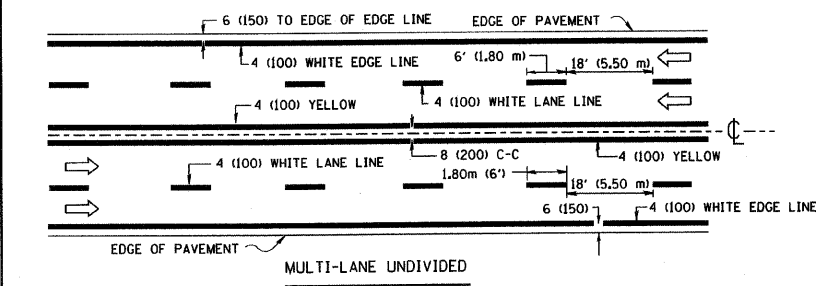 6 (150) TO EDGE OF EDGE LINE
EDGE OF PAVEMENT
4 (100) WHITE EDGE LINE
6' (1.80 m)
18' (5.50 m)
4 (100) YELLOW
4 (100) WHITE LANE LINE
℄
4 (100) WHITE LANE LINE
8 (200) C-C
4 (100) YELLOW
1.80m (6')
18' (5.50 m)
6 (150)
4 (100) WHITE EDGE LINE
EDGE OF PAVEMENT
MULTI-LANE UNDIVIDED